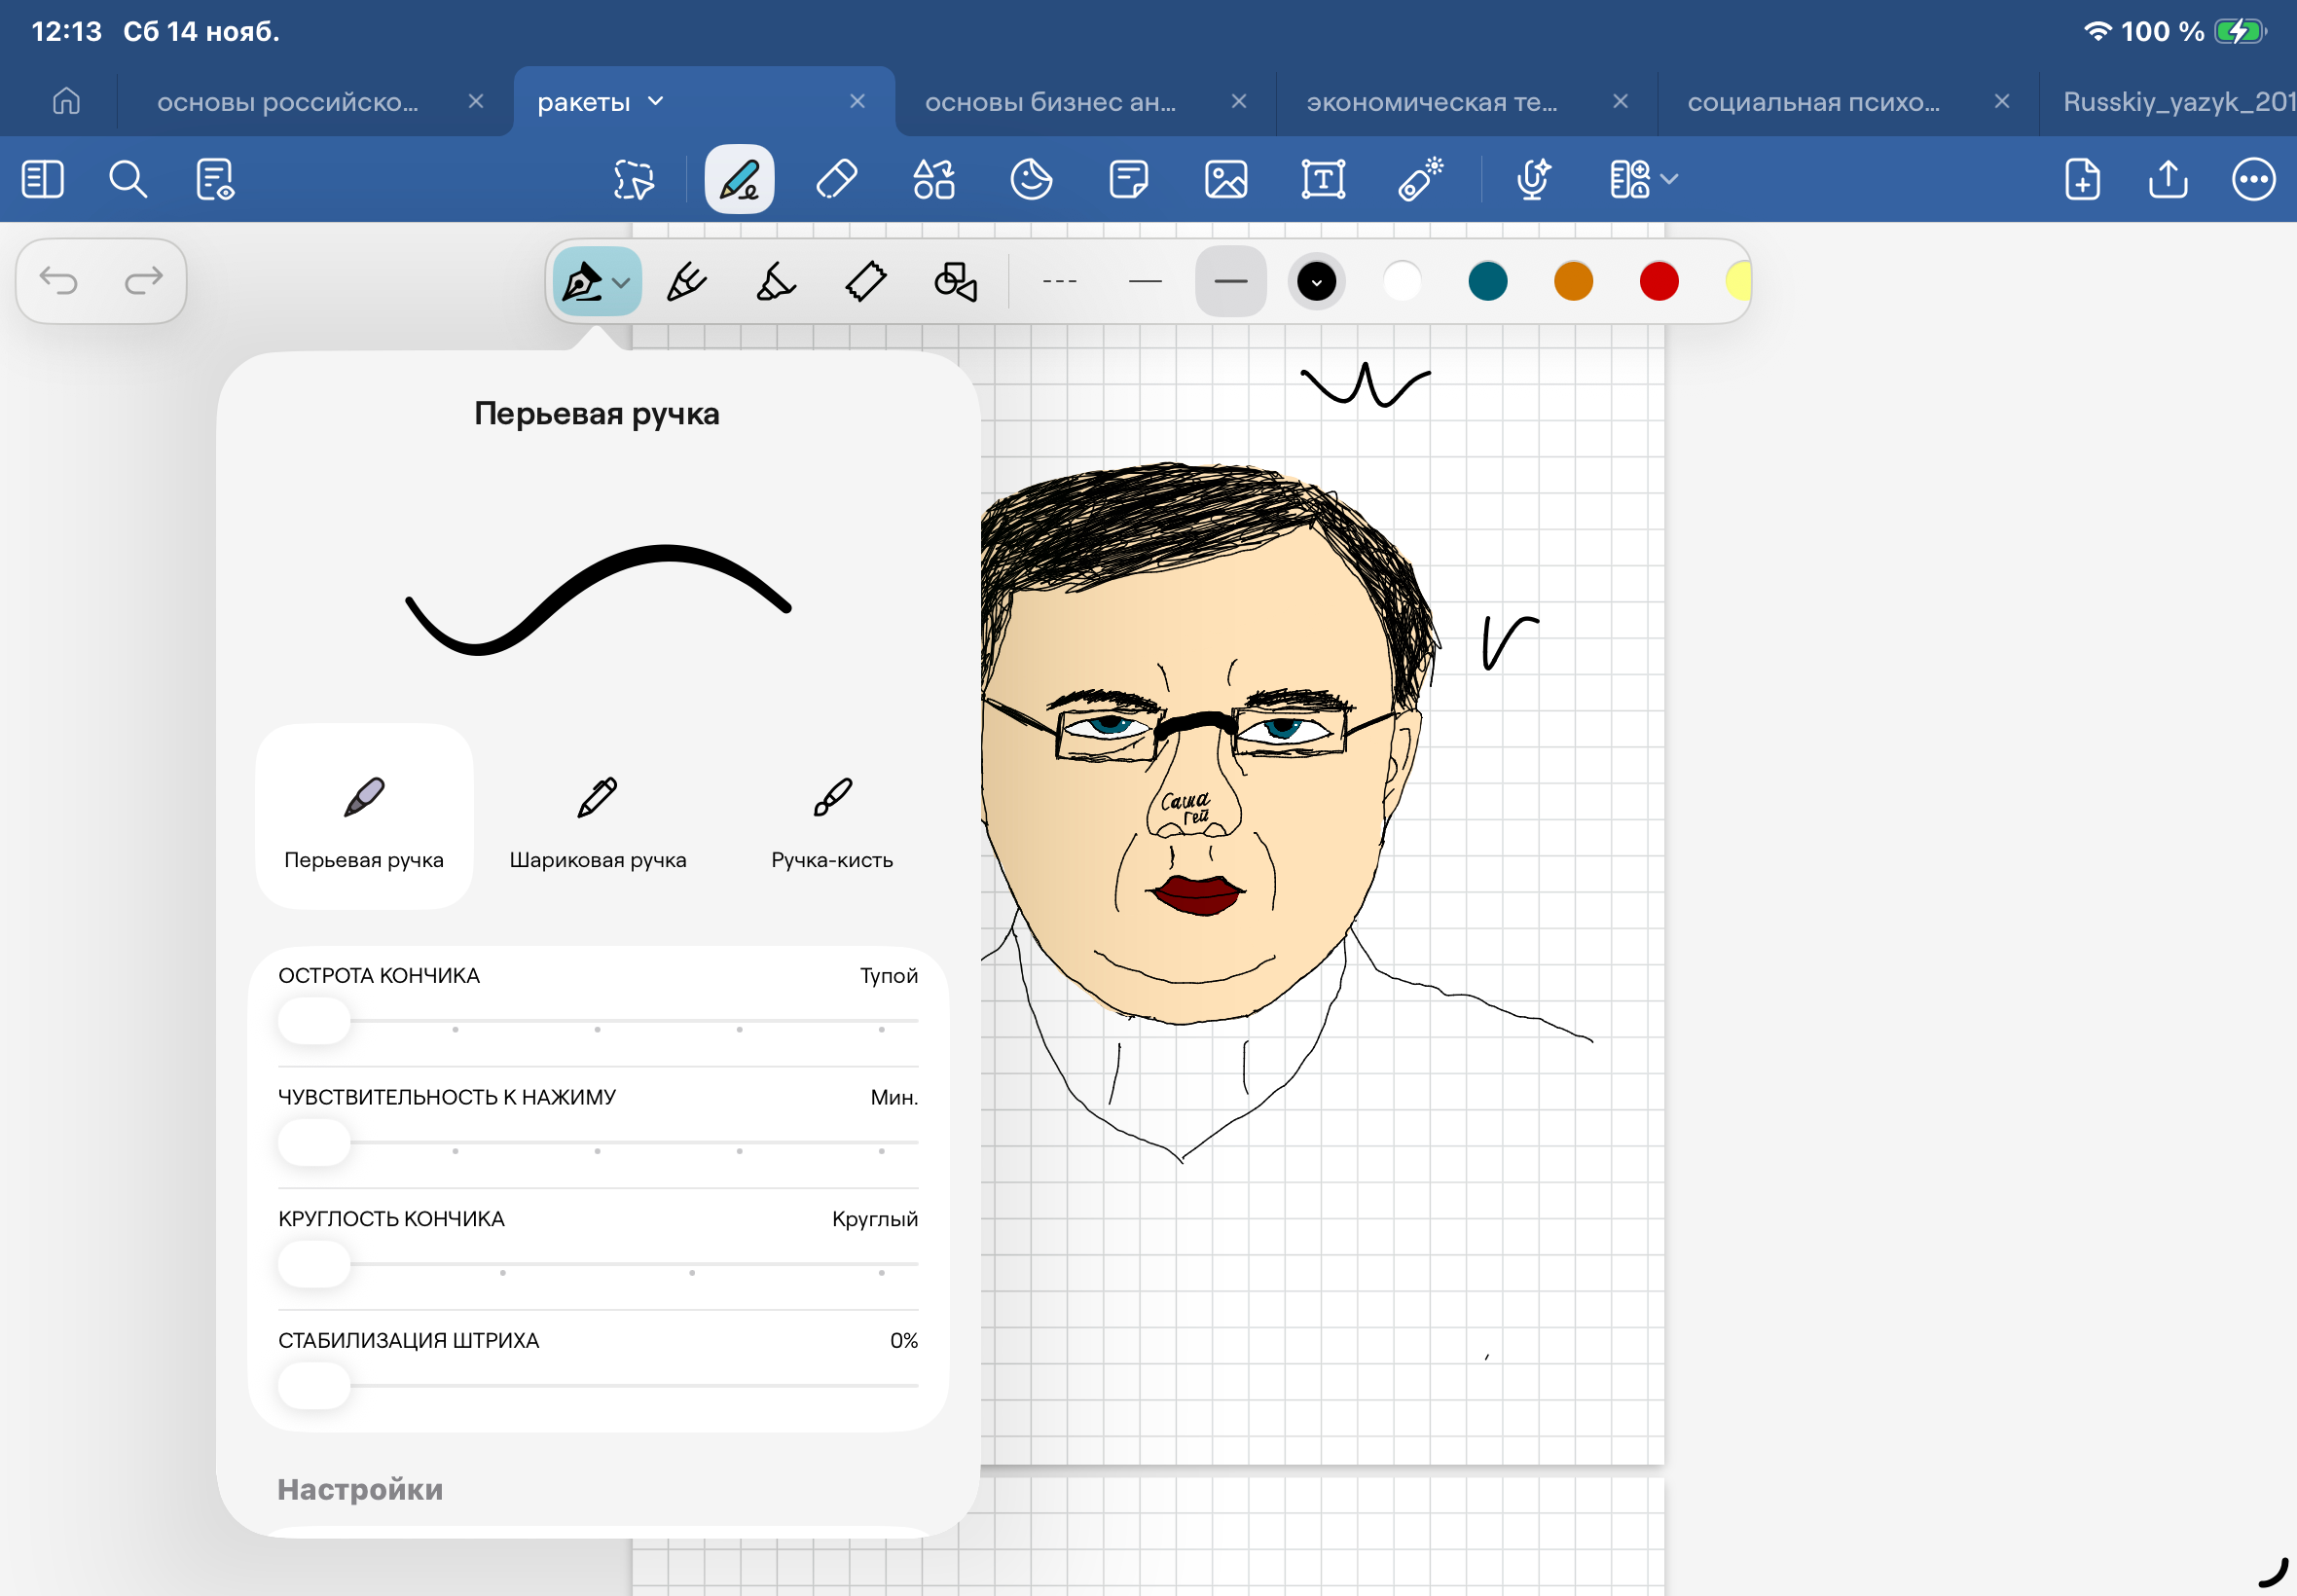 12:13 Сб 14 нояб.
100 %
основы российско...
ракеты
основы бизнес ан...
экономическая те...
социальная психо...
Russkiy_yazyk_201
Перьевая ручка
Перьевая ручка
Шариковая ручка
Ручка-кисть
ОСТРОТА КОНЧИКА Тупой
ЧУВСТВИТЕЛЬНОСТЬ К НАЖИМУ Мин.
КРУГЛОСТЬ КОНЧИКА Круглый
СТАБИЛИЗАЦИЯ ШТРИХА 0%
Настройки
Саша
гей